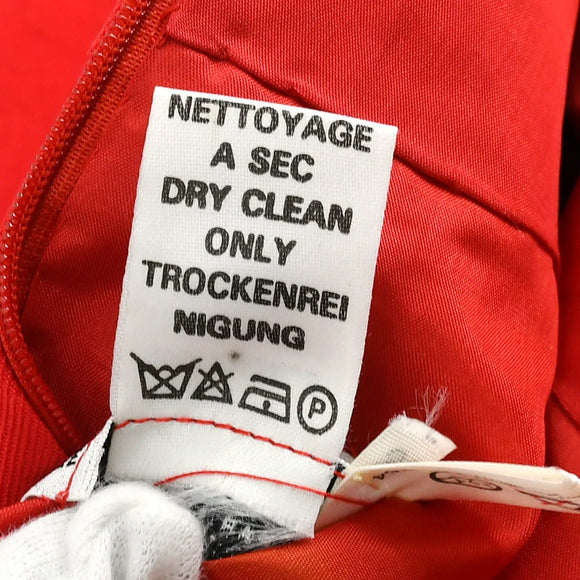 NETTOYAGE
A SEC
DRY CLEAN
ONLY
TROCKENREI
NIGUNG
P